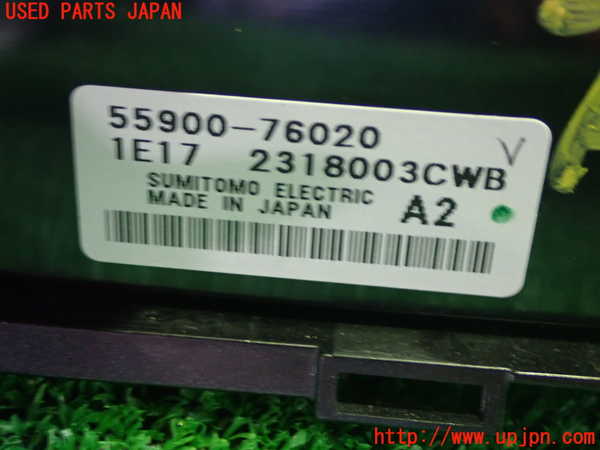 USED PARTS JAPAN
55900-76020
1E17 2318003CWB
SUMITOMO ELECTRIC
MADE IN JAPAN A2
http://www.upjpn.com/